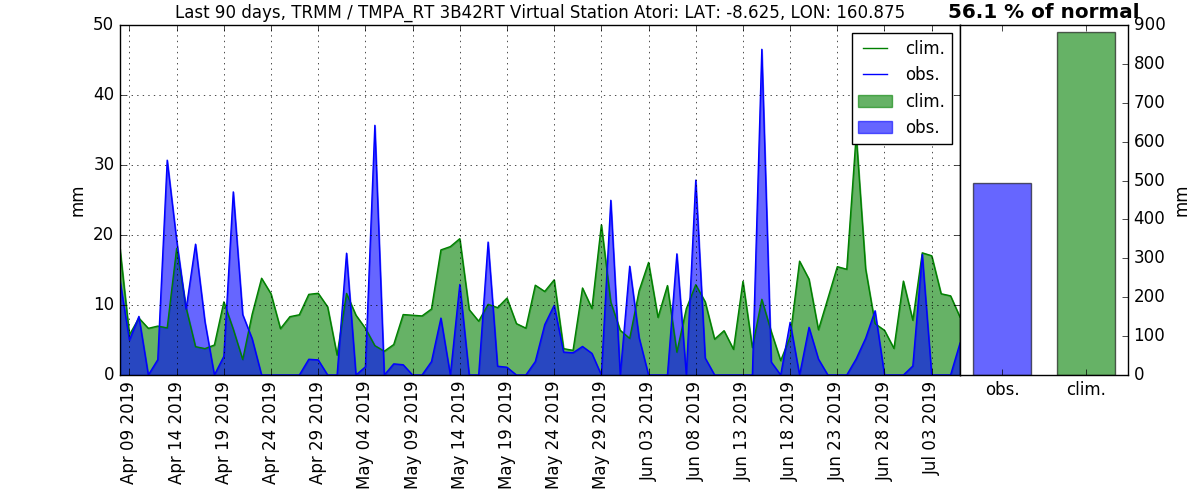 Last 90 days, TRMM / TMPA_RT 3B42RT Virtual Station Atori: LAT: -8.625, LON: 160.875
56.1 % of normal
50
40
30
20
10
0
mm
clim.
obs.
clim.
obs.
900
800
700
600
500
400
300
200
100
0
mm
obs.
clim.
Apr 09 2019
Apr 14 2019
Apr 19 2019
Apr 24 2019
Apr 29 2019
May 04 2019
May 09 2019
May 14 2019
May 19 2019
May 24 2019
May 29 2019
Jun 03 2019
Jun 08 2019
Jun 13 2019
Jun 18 2019
Jun 23 2019
Jun 28 2019
Jul 03 2019